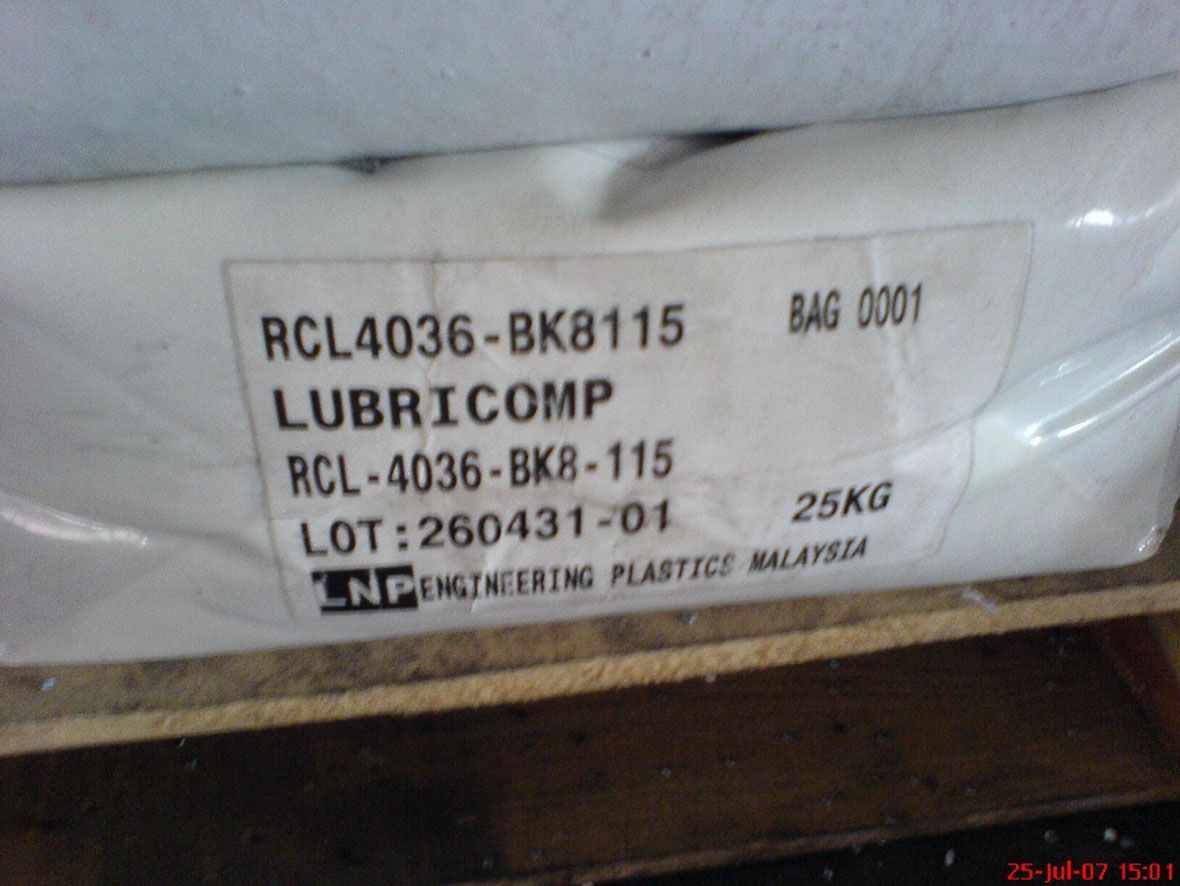 RCL4036-BK8115 BAG 0001
LUBRICOMP
RCL-4036-BK8-115
LOT:260431-01 25KG
LNP ENGINEERING PLASTICS MALAYSIA
25-Jul-07 15:01